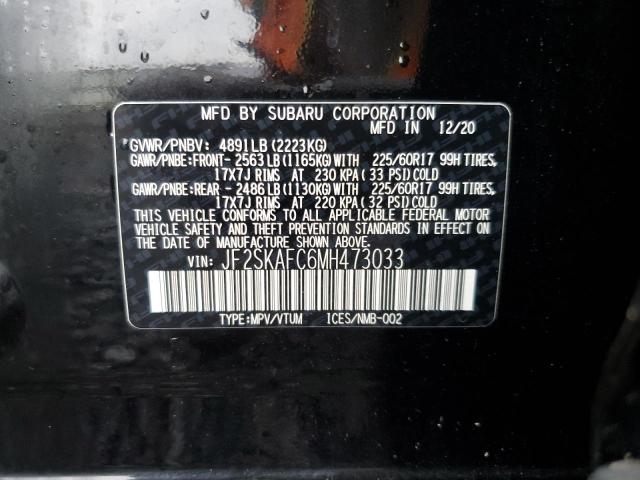 MFD BY SUBARU CORPORATION
MFD IN 12/20
GVWR/PNBV: 4891LB(2223KG)
GAWR/PNBE:FRONT- 2563LB(1165KG)WITH 225/60R17 99H TIRES,
17X7J RIMS AT 230 KPA(33 PSI)COLD
GAWR/PNBE:REAR - 2486LB(1130KG)WITH 225/60R17 99H TIRES,
17X7J RIMS AT 220 KPA(32 PSI)COLD
THIS VEHICLE CONFORMS TO ALL APPLICABLE FEDERAL MOTOR
VEHICLE SAFETY AND THEFT PREVENTION STANDARDS IN EFFECT ON
THE DATE OF MANUFACTURE SHOWN ABOVE.
VIN: JF2SKAFC6MH473033
TYPE:MPV/VTUM ICES/NMB-002